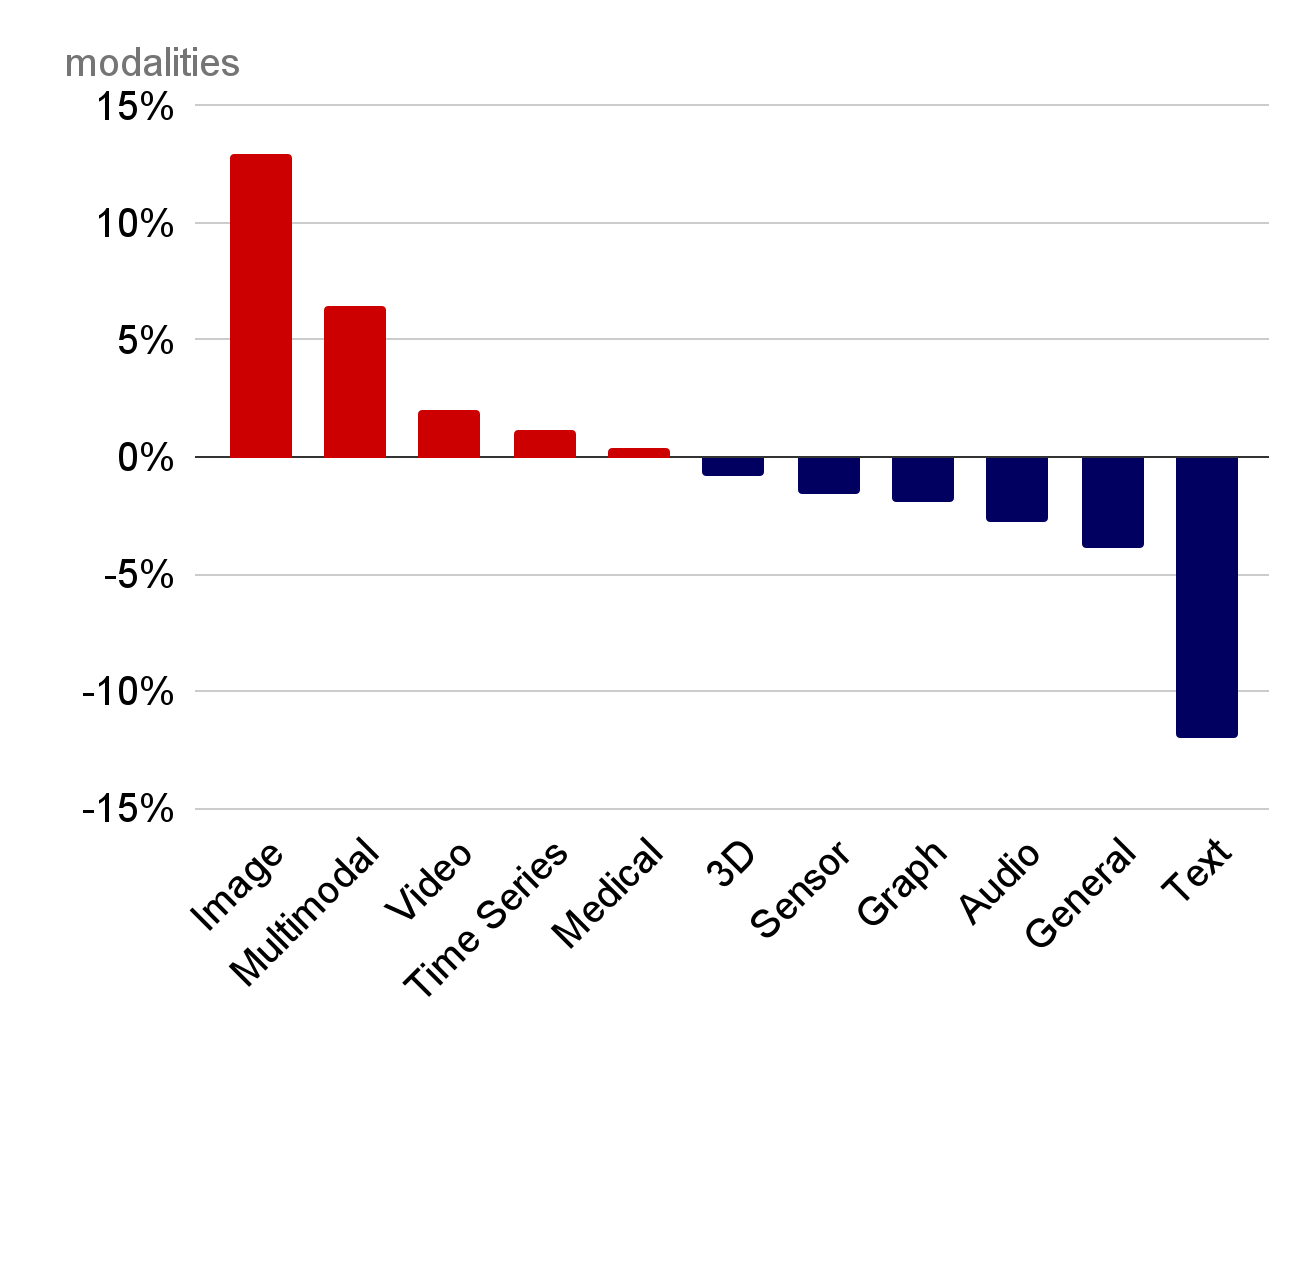 modalities
15%
10%
5%
0%
-5%
-10%
-15%
Image
Multimodal
Video
Time Series
Medical
3D
Sensor
Graph
Audio
General
Text